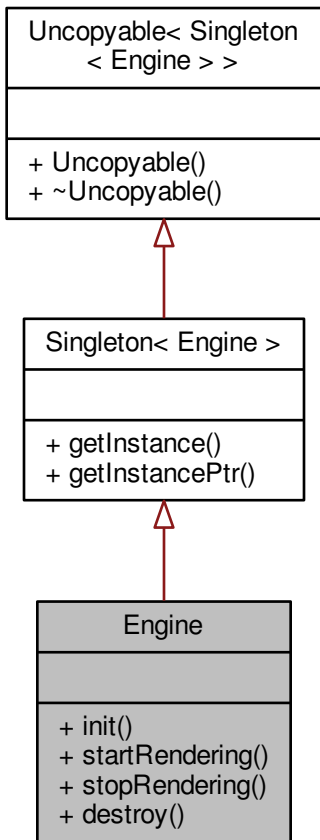 Uncopyable< Singleton
< Engine > >
+ Uncopyable()
+ ~Uncopyable()
Singleton< Engine >
+ getInstance()
+ getInstancePtr()
Engine
+ init()
+ startRendering()
+ stopRendering()
+ destroy()